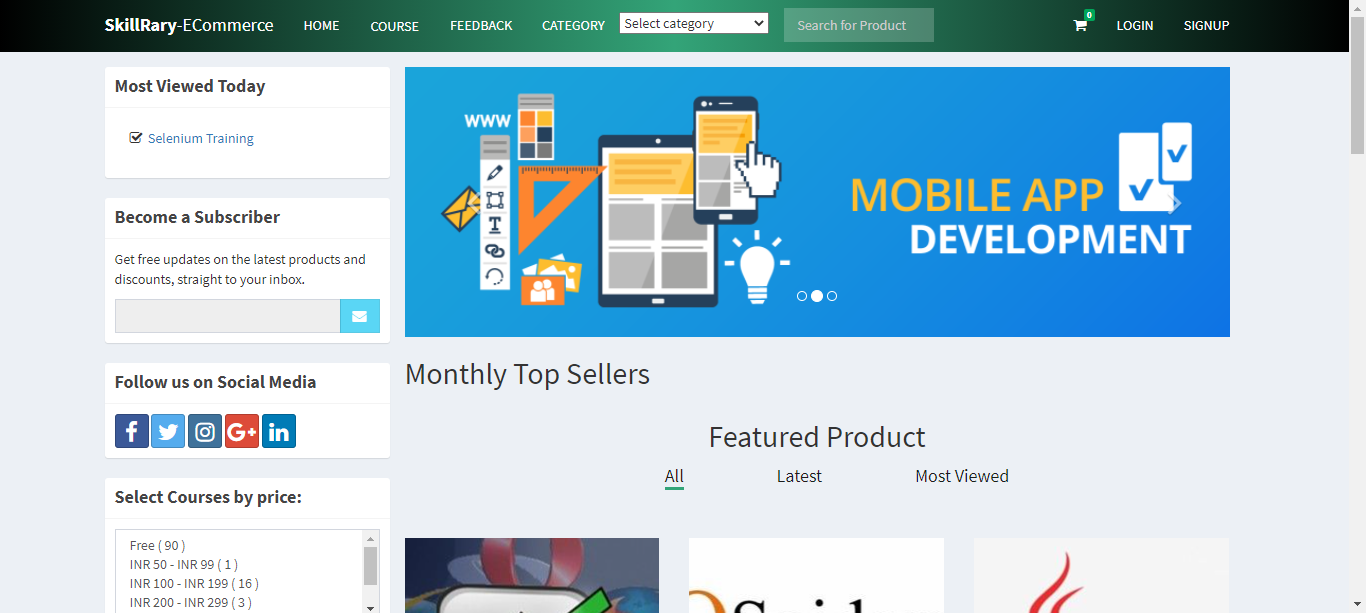 SkillRary-ECommerce HOME COURSE FEEDBACK CATEGORY Select category Search for Product 0 LOGIN SIGNUP
Most Viewed Today
Selenium Training
Become a Subscriber
Get free updates on the latest products and
discounts, straight to your inbox.
Follow us on Social Media
f G+ in
Select Courses by price:
Free ( 90 )
INR 50 - INR 99 ( 1 )
INR 100 - INR 199 ( 16 )
INR 200 - INR 299 ( 3 )
WWW
T
MOBILE APP
DEVELOPMENT
Monthly Top Sellers
Featured Product
All Latest Most Viewed